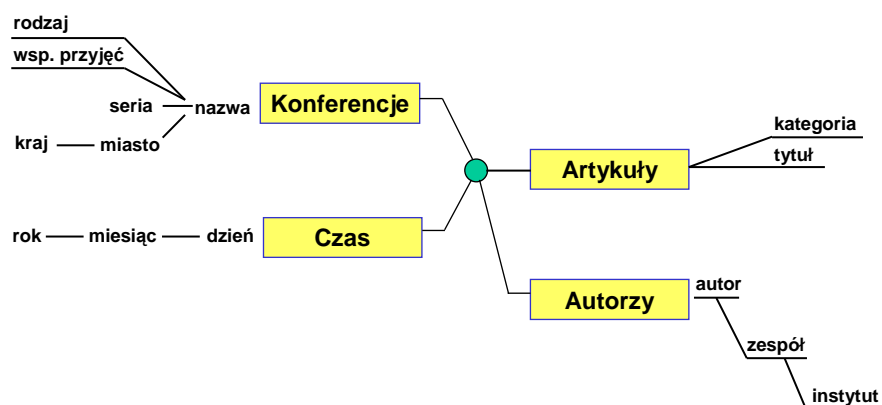 rodzaj
wsp. przyjęć
seria
nazwa
Konferencje
kraj
miasto
kategoria
tytuł
Artykuły
rok
miesiąc
dzień
Czas
Autorzy
autor
zespół
instytut